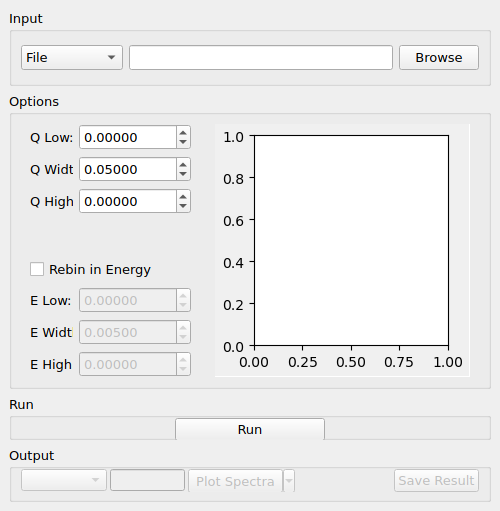 Input
File Browse
Options
Q Low: 0.00000
Q Widt 0.05000
Q High 0.00000
Rebin in Energy
E Low: 0.00000
E Widt 0.00500
E High 0.00000
1.0
0.8
0.6
0.4
0.2
0.0
0.00 0.25 0.50 0.75 1.00
Run
Run
Output
Plot Spectra Save Result